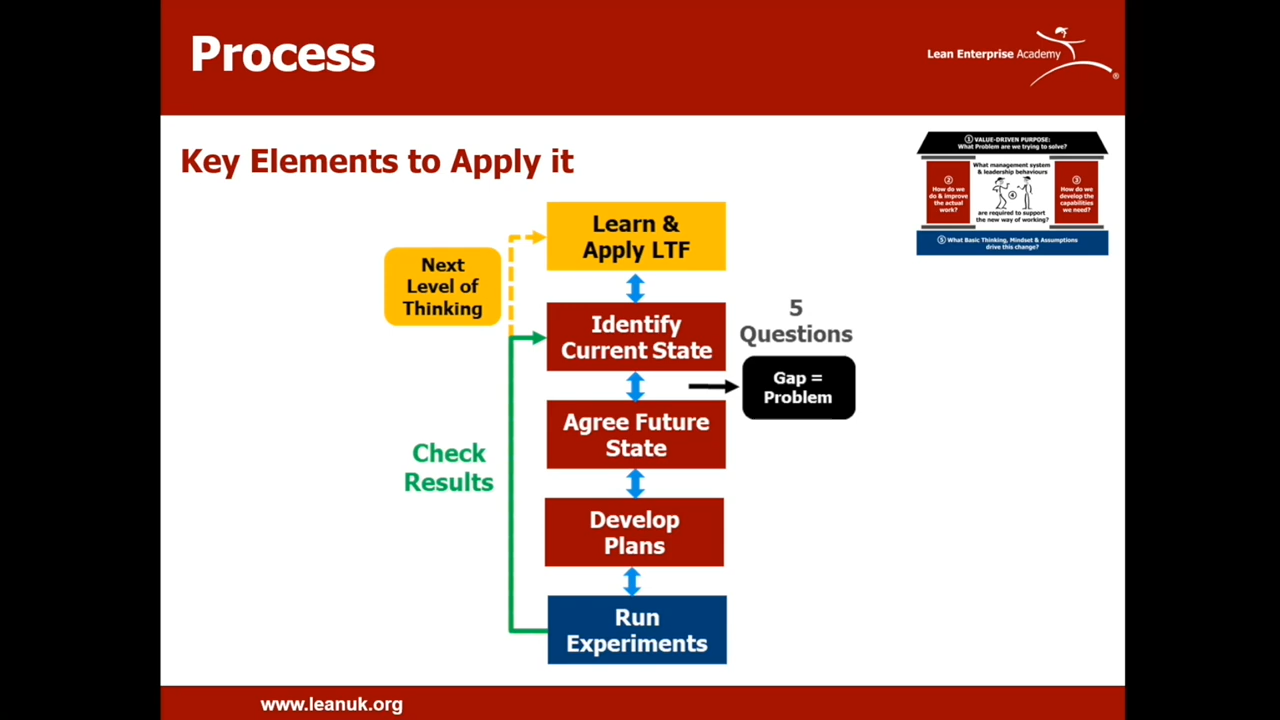 Process
Lean Enterprise Academy
®
Key Elements to Apply it
① VALUE-DRIVEN PURPOSE:
What Problem are we trying to solve?
②
How do we
do & improve
the actual
work?
What management system
& leadership behaviours
④
are required to support
the new way of working?
③
How do we
develop the
capabilities
we need?
⑤ What Basic Thinking, Mindset & Assumptions
drive this change?
Learn &
Apply LTF
Next
Level of
Thinking
Identify
Current State
5
Questions
Gap =
Problem
Agree Future
State
Check
Results
Develop
Plans
Run
Experiments
www.leanuk.org